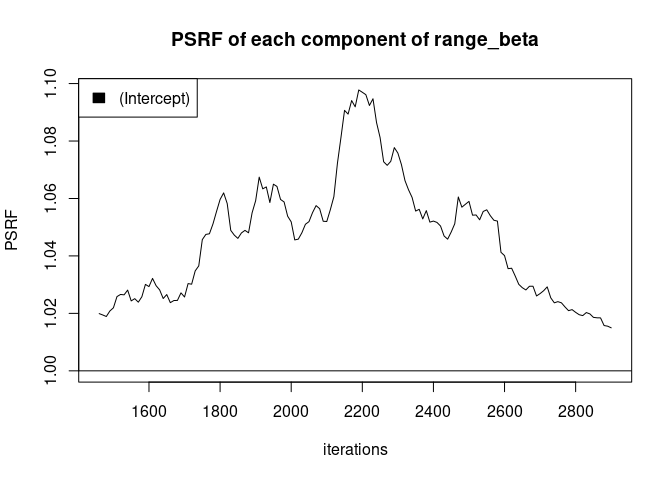 PSRF of each component of range_beta
(Intercept)
PSRF
1.10
1.08
1.06
1.04
1.02
1.00
1600 1800 2000 2200 2400 2600 2800
iterations